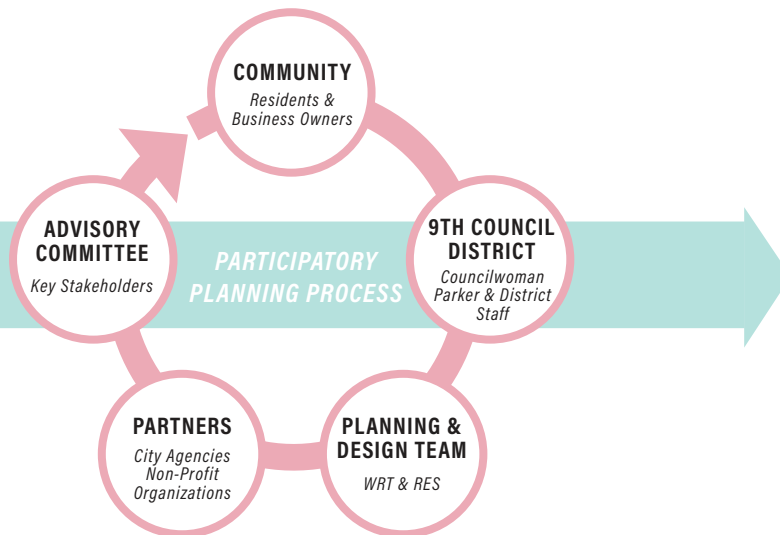 COMMUNITY
Residents &
Business Owners
ADVISORY
COMMITTEE
Key Stakeholders
PARTICIPATORY
PLANNING PROCESS
9TH COUNCIL
DISTRICT
Councilwoman
Parker & District
Staff
PARTNERS
City Agencies
Non-Profit
Organizations
PLANNING &
DESIGN TEAM
WRT & RES